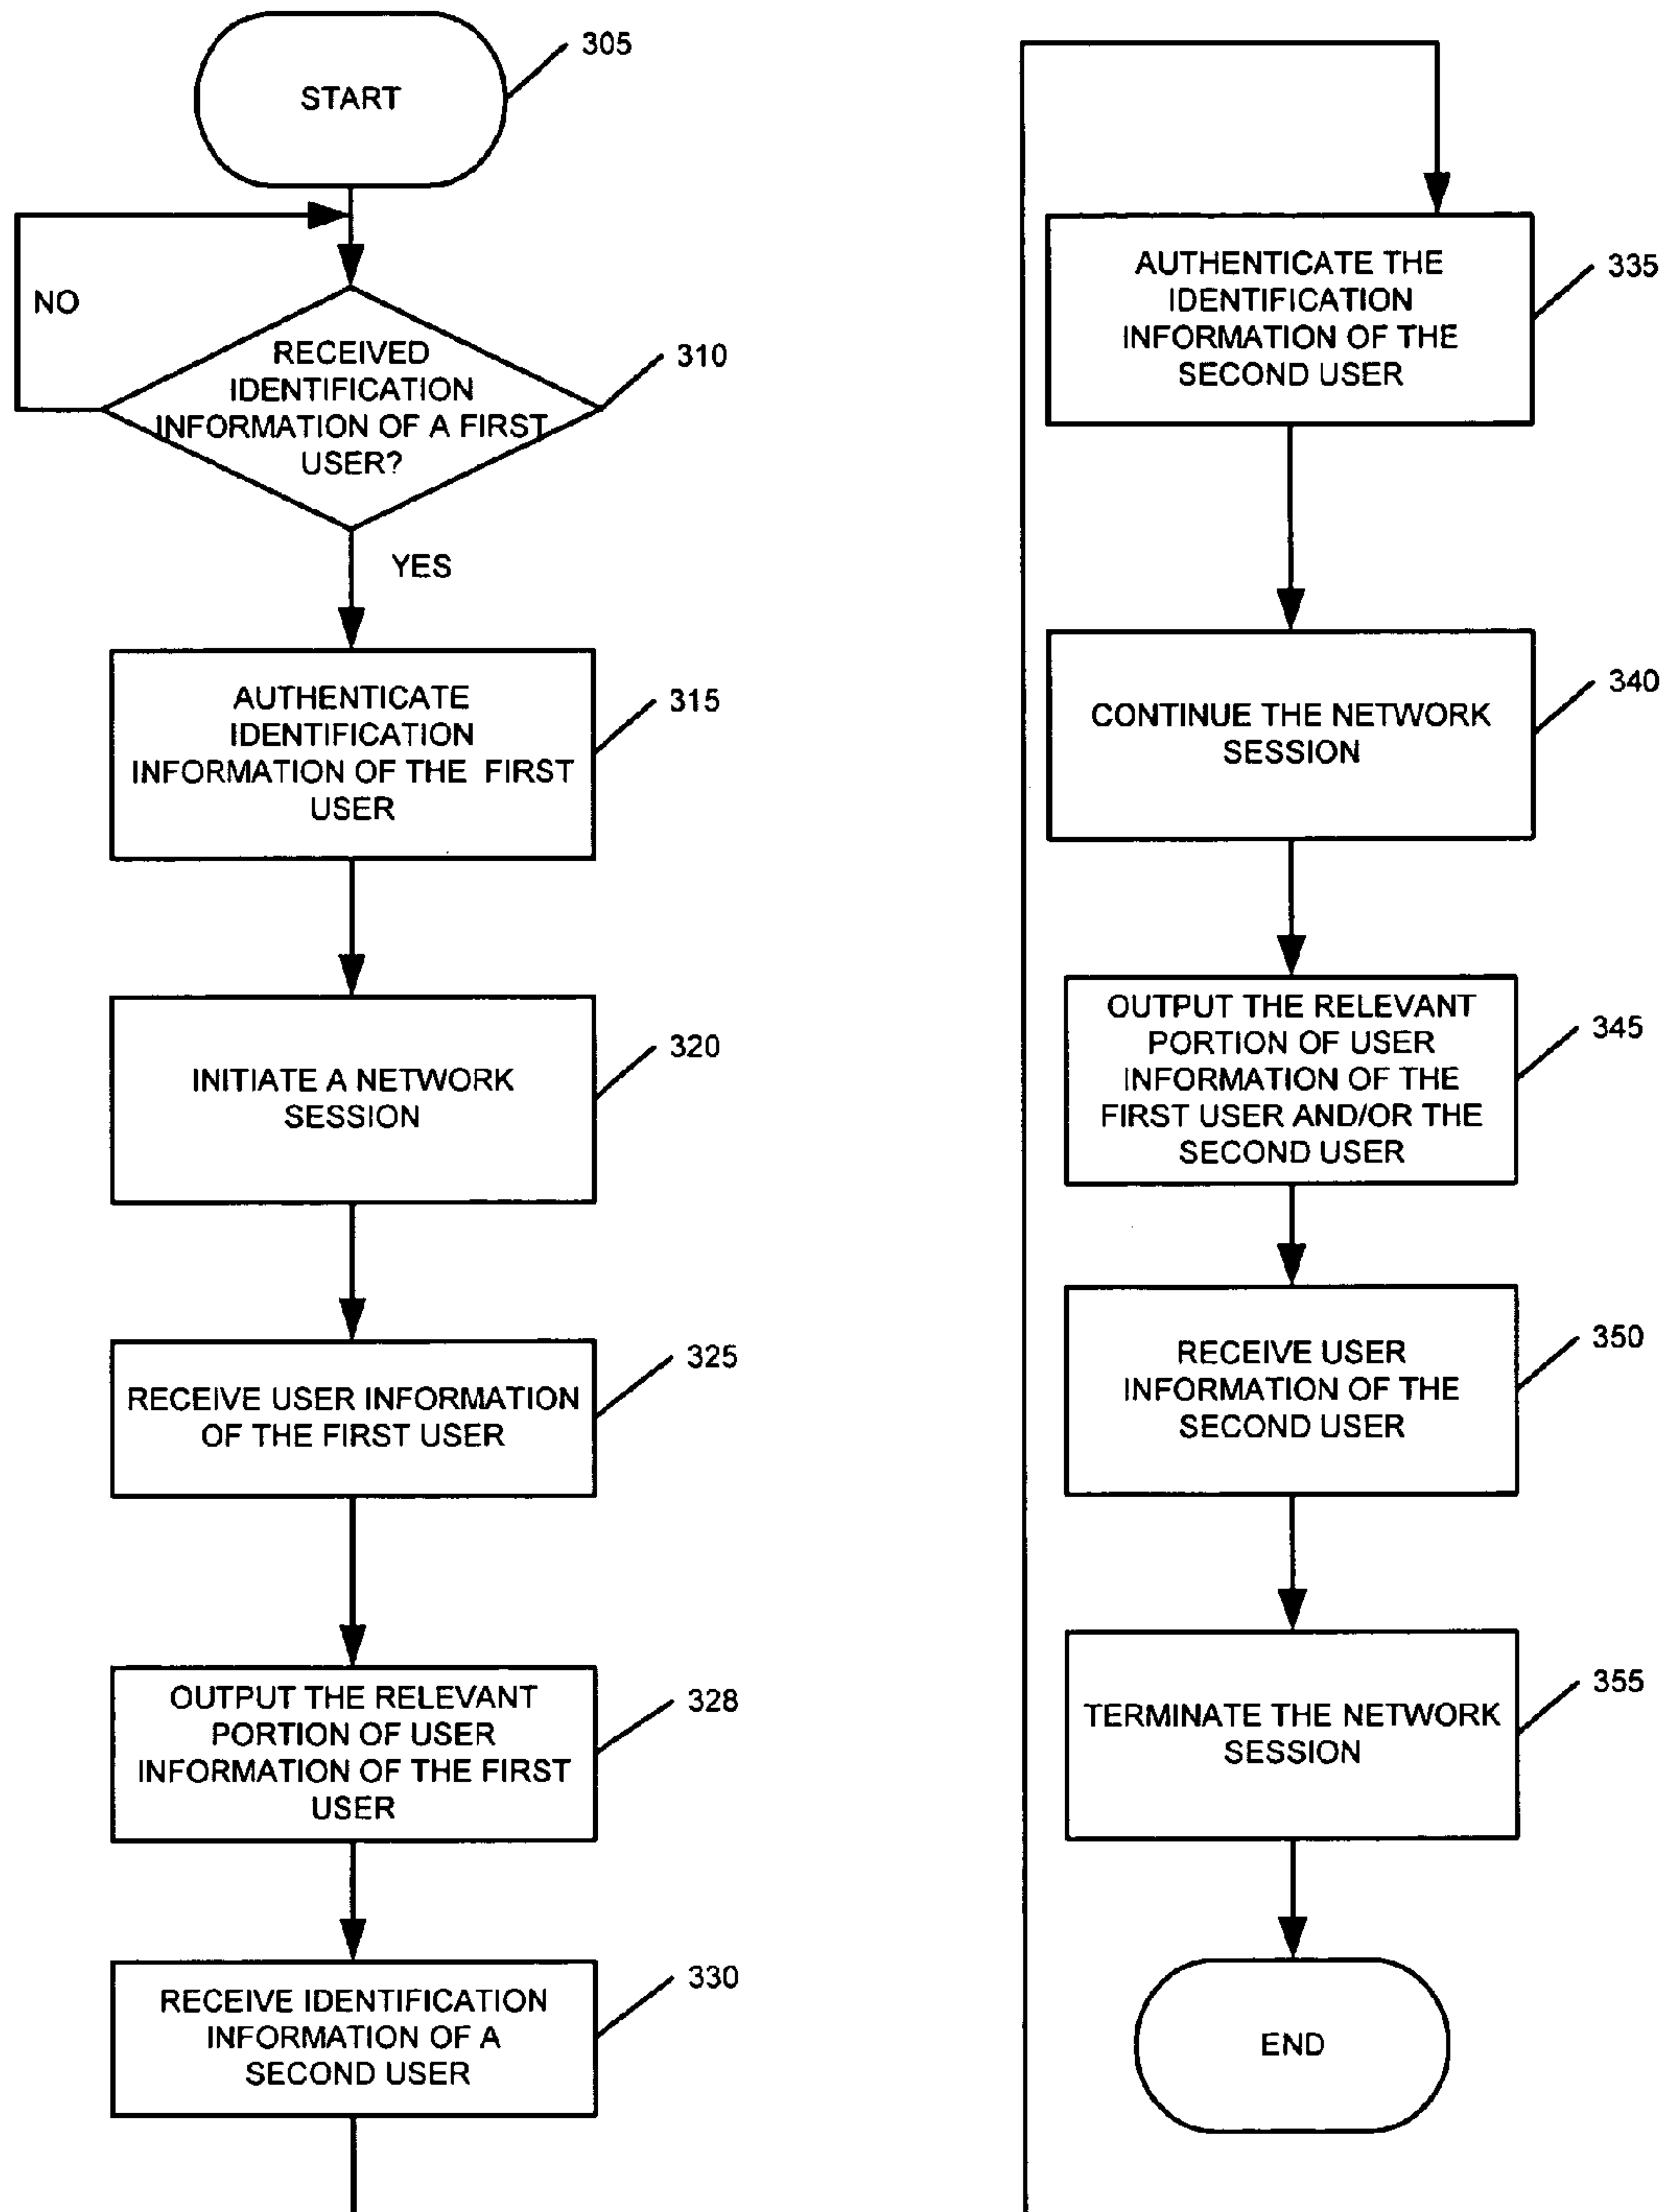 START
305
NO
RECEIVED
IDENTIFICATION
INFORMATION OF A FIRST
USER?
310
YES
AUTHENTICATE
IDENTIFICATION
INFORMATION OF THE FIRST
USER
315
INITIATE A NETWORK
SESSION
320
RECEIVE USER INFORMATION
OF THE FIRST USER
325
OUTPUT THE RELEVANT
PORTION OF USER
INFORMATION OF THE FIRST
USER
328
RECEIVE IDENTIFICATION
INFORMATION OF A
SECOND USER
330
AUTHENTICATE THE
IDENTIFICATION
INFORMATION OF THE
SECOND USER
335
CONTINUE THE NETWORK
SESSION
340
OUTPUT THE RELEVANT
PORTION OF USER
INFORMATION OF THE
FIRST USER AND/OR THE
SECOND USER
345
RECEIVE USER
INFORMATION OF THE
SECOND USER
350
TERMINATE THE NETWORK
SESSION
355
END